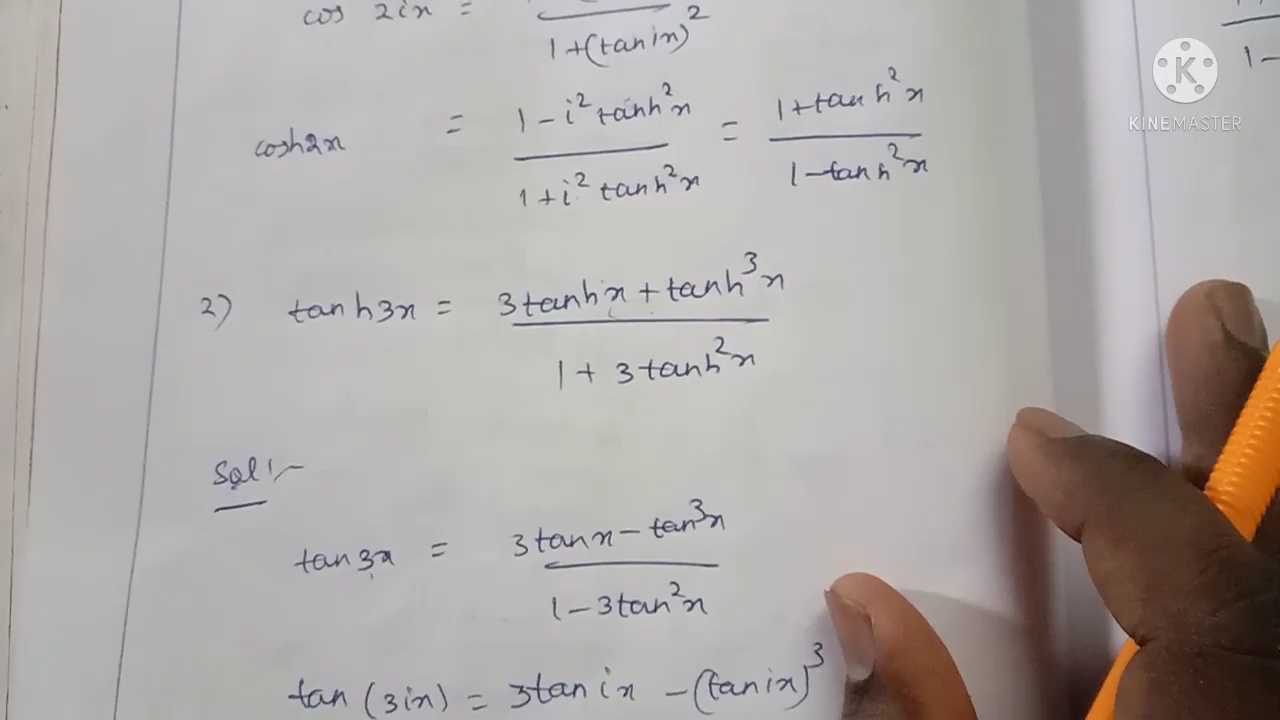 cos 2ix = 
1+(tan ix)²
cosh2x = 1 - i² tanh²x / 1 + i² tanh²x = 1 + tanh²x / 1 - tanh²x
KINEMASTER
2) tanh3x = 3tanhx + tanh³x / 1 + 3tanh²x
Sol:-
tan3x = 3tanx - tan³x / 1 - 3tan²x
tan (3ix) = 3tan ix - (tan ix)³